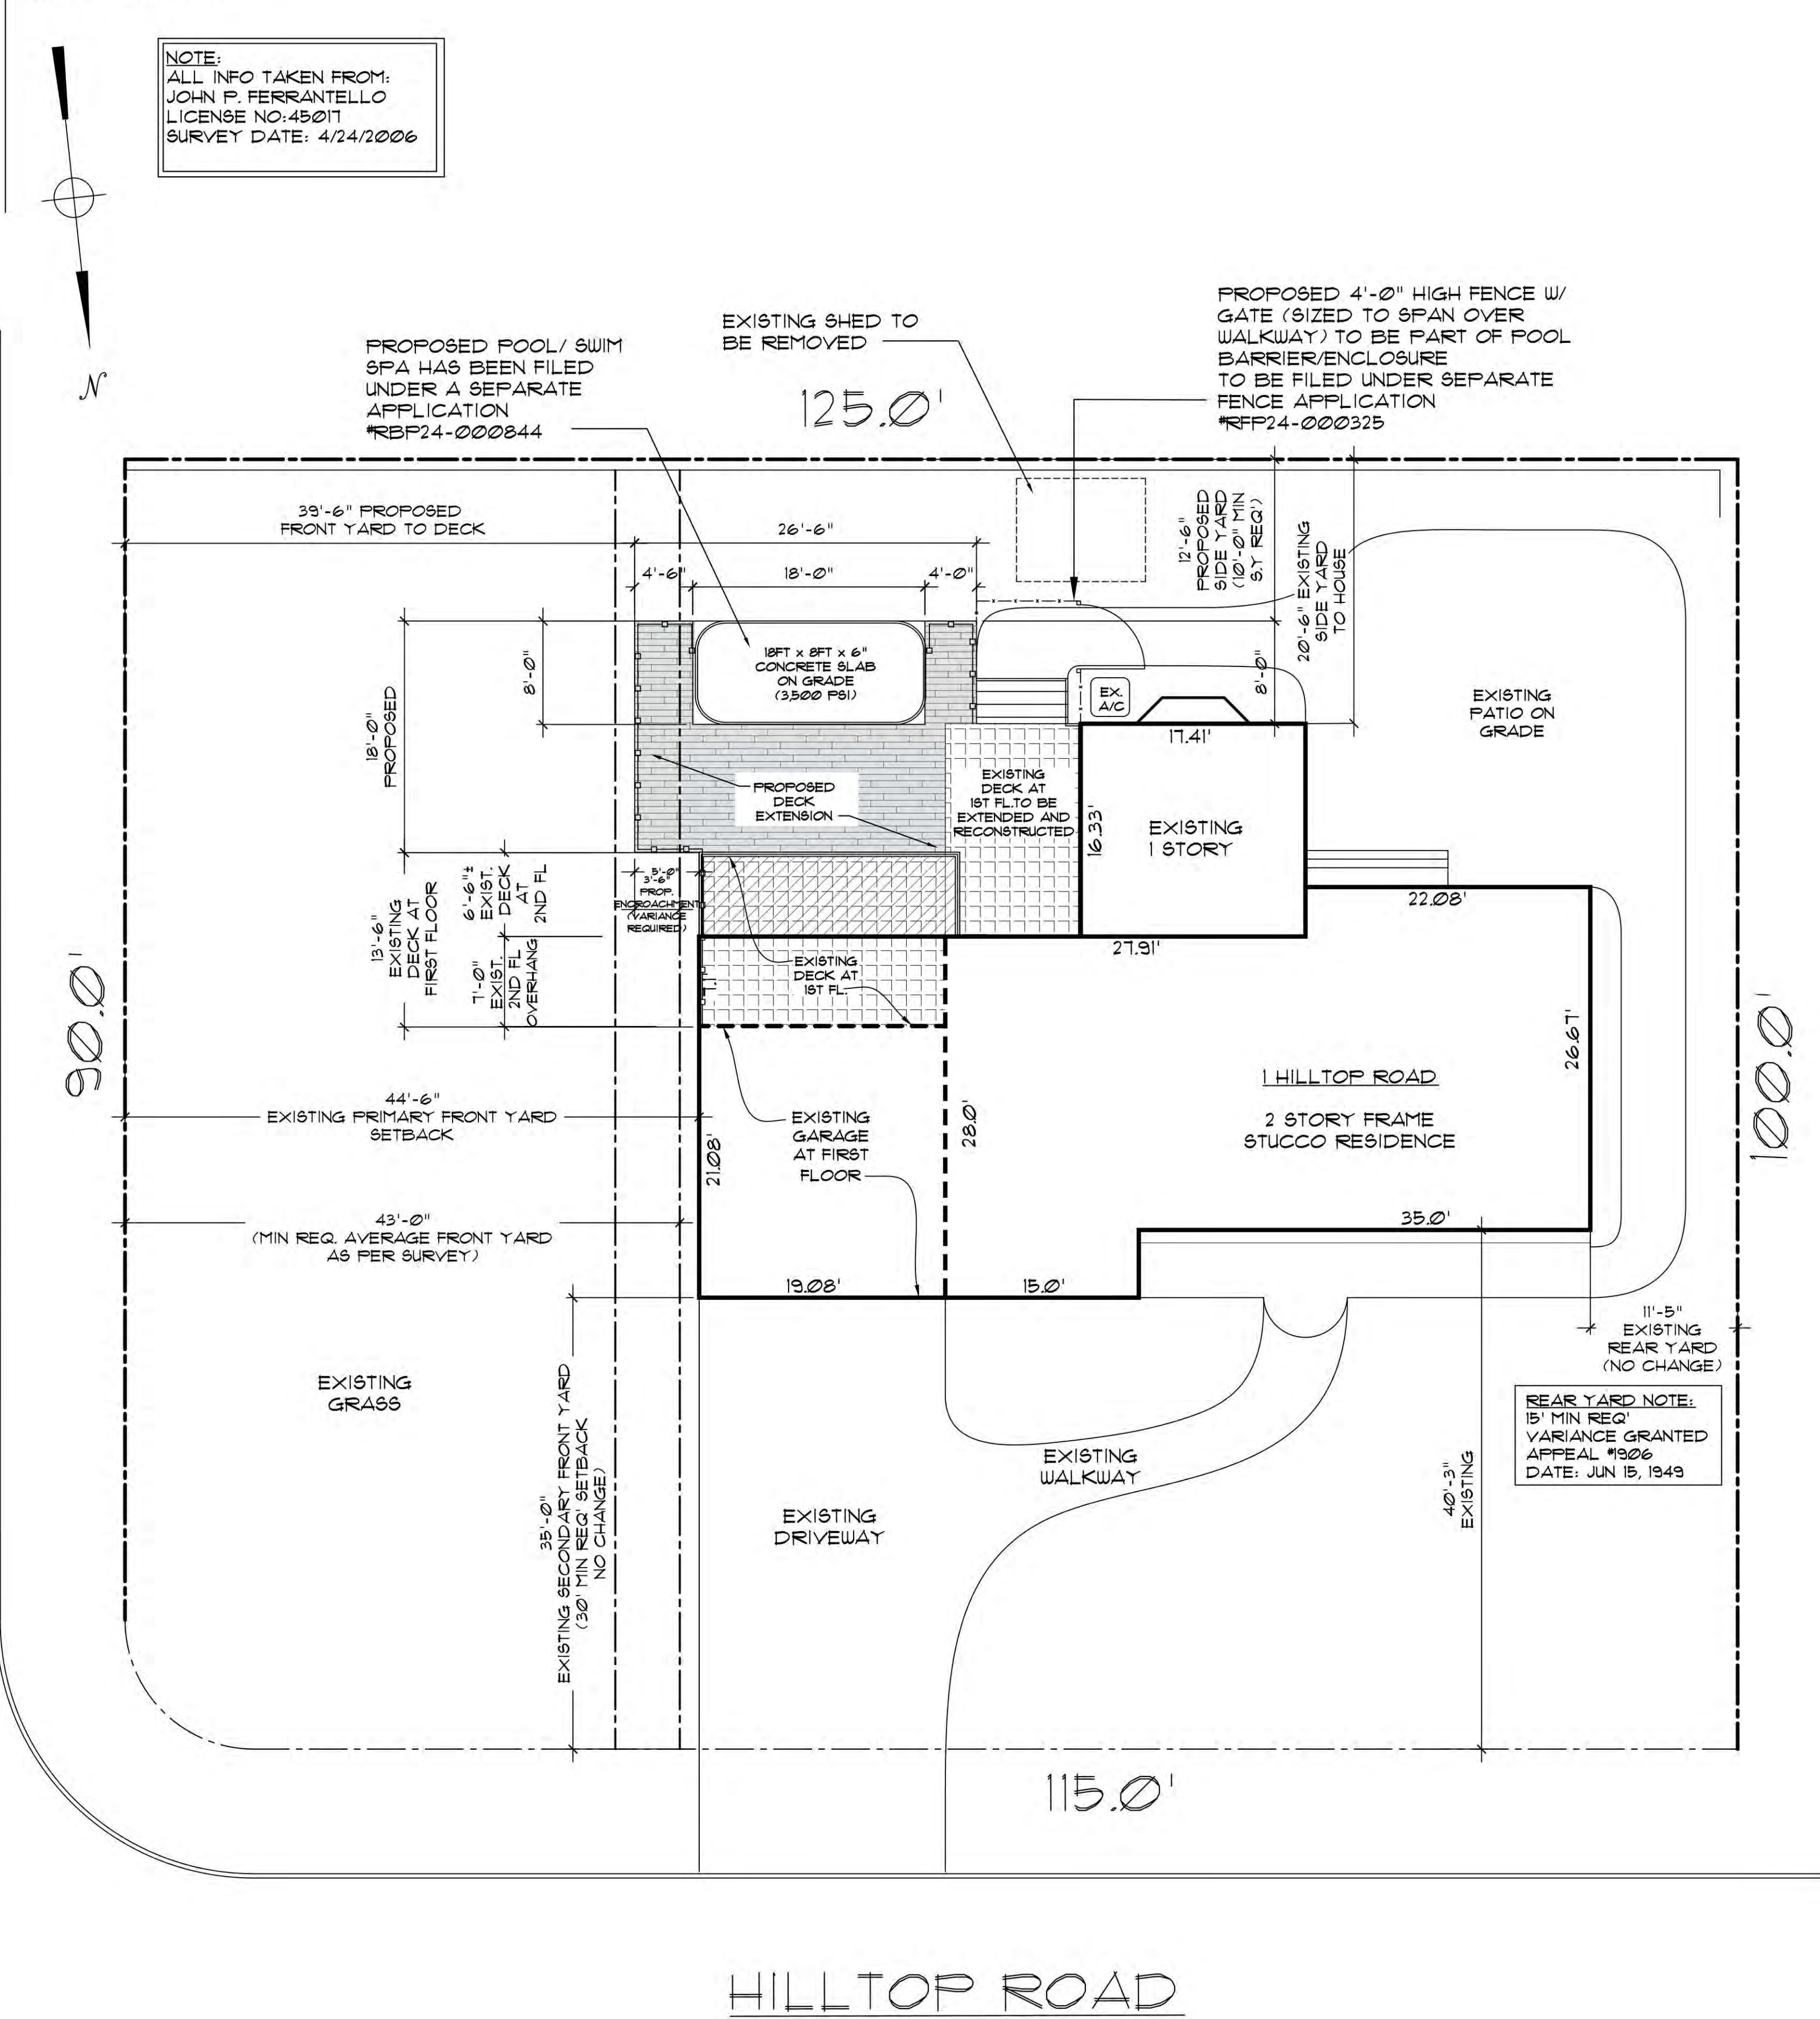 NOTE:
ALL INFO TAKEN FROM:
JOHN P. FERRANTELLO
LICENSE NO:45017
SURVEY DATE: 4/24/2006
N
PROPOSED POOL/ SWIM
SPA HAS BEEN FILED
UNDER A SEPARATE
APPLICATION
#RBP24-000844
EXISTING SHED TO
BE REMOVED
PROPOSED 4'-0" HIGH FENCE W/
GATE (SIZED TO SPAN OVER
WALKWAY) TO BE PART OF POOL
BARRIER/ENCLOSURE
TO BE FILED UNDER SEPARATE
FENCE APPLICATION
#RFP24-000325
125.0'
39'-6" PROPOSED
FRONT YARD TO DECK
26'-6"
4'-6"
18'-0"
4'-0"
12'-6"
PROPOSED
SIDE YARD
(10'-0" MIN
S.Y REQ')
20'-6" EXISTING
SIDE YARD
TO HOUSE
18'-0"
PROPOSED
8'-0"
18FT x 8FT x 6"
CONCRETE SLAB
ON GRADE
(3,500 PSI)
EX.
A/C
8'-0"
EXISTING
PATIO ON
GRADE
17.41'
PROPOSED
DECK
EXTENSION
EXISTING
DECK AT
1ST FL.TO BE
EXTENDED AND
RECONSTRUCTED
16.33'
EXISTING
1 STORY
13'-6"
EXISTING
DECK AT
FIRST FLOOR
6'-6"±
EXIST.
DECK
AT
2ND FL
7'-0"
EXIST.
2ND FL
OVERHANG
5'-0"
3'-6"
PROP.
ENCROACHMENT
(VARIANCE
REQUIRED)
22.08'
27.91'
EXISTING
DECK AT
1ST FL.
90.0'
100.0'
26.67'
1 HILLTOP ROAD
2 STORY FRAME
STUCCO RESIDENCE
44'-6"
EXISTING PRIMARY FRONT YARD
SETBACK
21.08'
EXISTING
GARAGE
AT FIRST
FLOOR
28.0'
43'-0"
(MIN REQ. AVERAGE FRONT YARD
AS PER SURVEY)
35.0'
19.08'
15.0'
11'-5"
EXISTING
REAR YARD
(NO CHANGE)
EXISTING
GRASS
35'-0"
EXISTING SECONDARY FRONT YARD
(30' MIN REQ' SETBACK
NO CHANGE)
REAR YARD NOTE:
15' MIN REQ'
VARIANCE GRANTED
APPEAL #1906
DATE: JUN 15, 1949
EXISTING
WALKWAY
40'-3"
EXISTING
EXISTING
DRIVEWAY
115.0'
HILLTOP ROAD